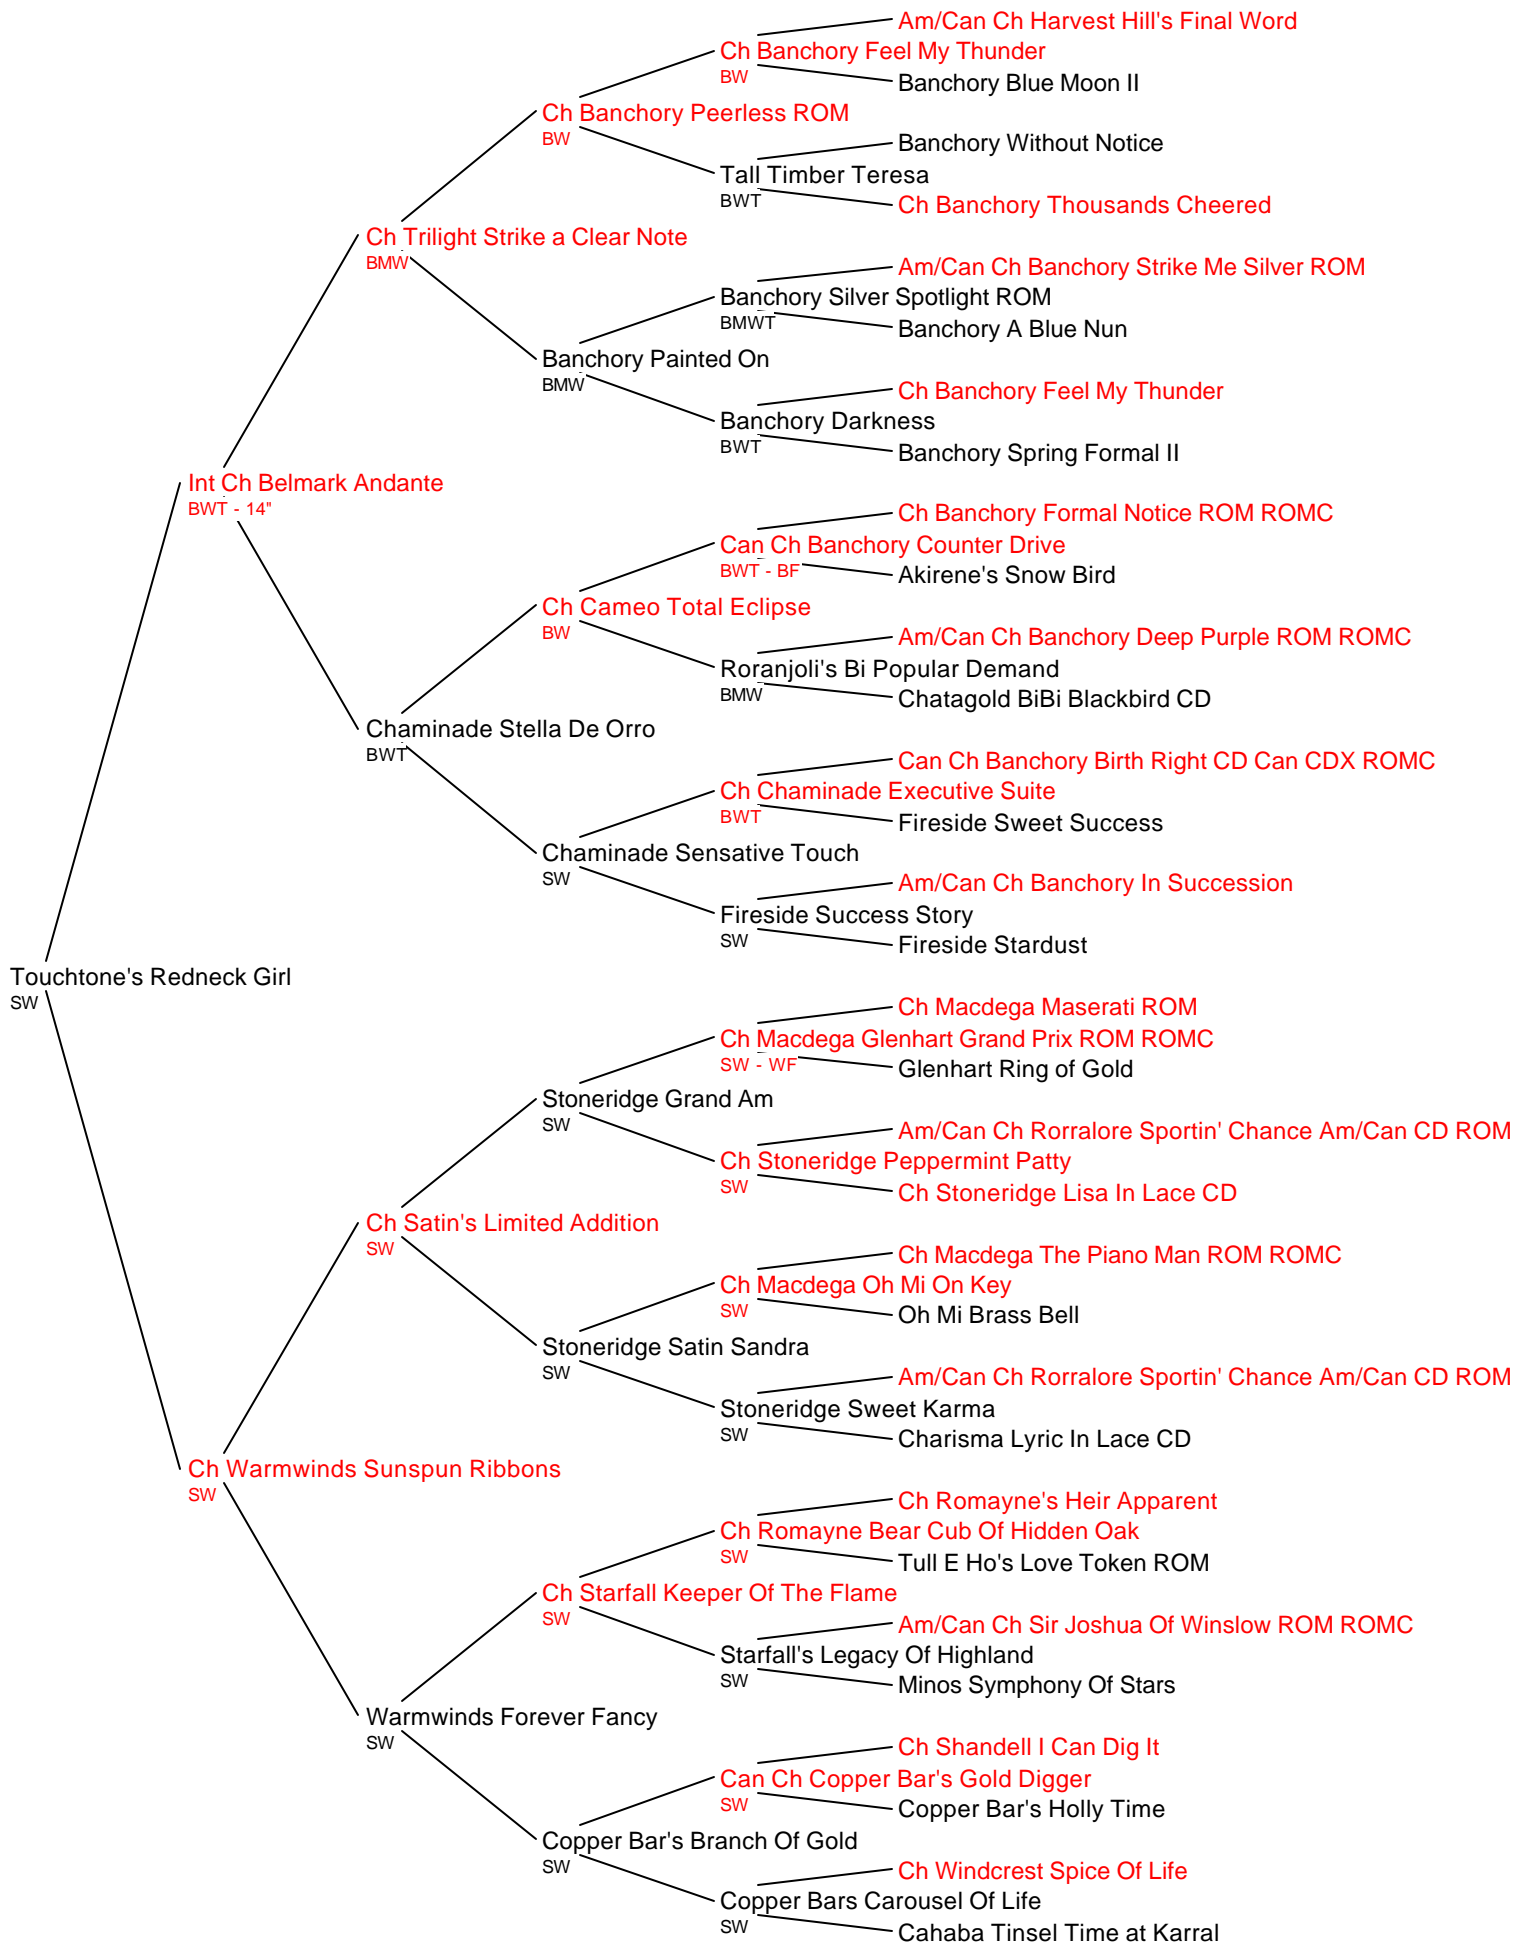 Am/Can Ch Harvest Hill's Final Word
Ch Banchory Feel My Thunder
BW
Banchory Blue Moon II
Ch Banchory Peerless ROM
BW
Banchory Without Notice
Tall Timber Teresa
BWT
Ch Banchory Thousands Cheered
Ch Trilight Strike a Clear Note
BMW
Am/Can Ch Banchory Strike Me Silver ROM
Banchory Silver Spotlight ROM
BMWT
Banchory A Blue Nun
Banchory Painted On
BMW
Ch Banchory Feel My Thunder
Banchory Darkness
BWT
Banchory Spring Formal II
Int Ch Belmark Andante
BWT - 14"
Ch Banchory Formal Notice ROM ROMC
Can Ch Banchory Counter Drive
BWT - BF
Akirene's Snow Bird
Ch Cameo Total Eclipse
BW
Am/Can Ch Banchory Deep Purple ROM ROMC
Roranjoli's Bi Popular Demand
BMW
Chatagold BiBi Blackbird CD
Chaminade Stella De Orro
BWT
Can Ch Banchory Birth Right CD Can CDX ROMC
Ch Chaminade Executive Suite
BWT
Fireside Sweet Success
Chaminade Sensative Touch
SW
Am/Can Ch Banchory In Succession
Fireside Success Story
SW
Fireside Stardust
Touchtone's Redneck Girl
SW
Ch Macdega Maserati ROM
Ch Macdega Glenhart Grand Prix ROM ROMC
SW - WF
Glenhart Ring of Gold
Stoneridge Grand Am
SW
Am/Can Ch Rorralore Sportin' Chance Am/Can CD ROM
Ch Stoneridge Peppermint Patty
SW
Ch Stoneridge Lisa In Lace CD
Ch Satin's Limited Addition
SW
Ch Macdega The Piano Man ROM ROMC
Ch Macdega Oh Mi On Key
SW
Oh Mi Brass Bell
Stoneridge Satin Sandra
SW
Am/Can Ch Rorralore Sportin' Chance Am/Can CD ROM
Stoneridge Sweet Karma
SW
Charisma Lyric In Lace CD
Ch Warmwinds Sunspun Ribbons
SW
Ch Romayne's Heir Apparent
Ch Romayne Bear Cub Of Hidden Oak
SW
Tull E Ho's Love Token ROM
Ch Starfall Keeper Of The Flame
SW
Am/Can Ch Sir Joshua Of Winslow ROM ROMC
Starfall's Legacy Of Highland
SW
Minos Symphony Of Stars
Warmwinds Forever Fancy
SW
Ch Shandell I Can Dig It
Can Ch Copper Bar's Gold Digger
SW
Copper Bar's Holly Time
Copper Bar's Branch Of Gold
SW
Ch Windcrest Spice Of Life
Copper Bars Carousel Of Life
SW
Cahaba Tinsel Time at Karral